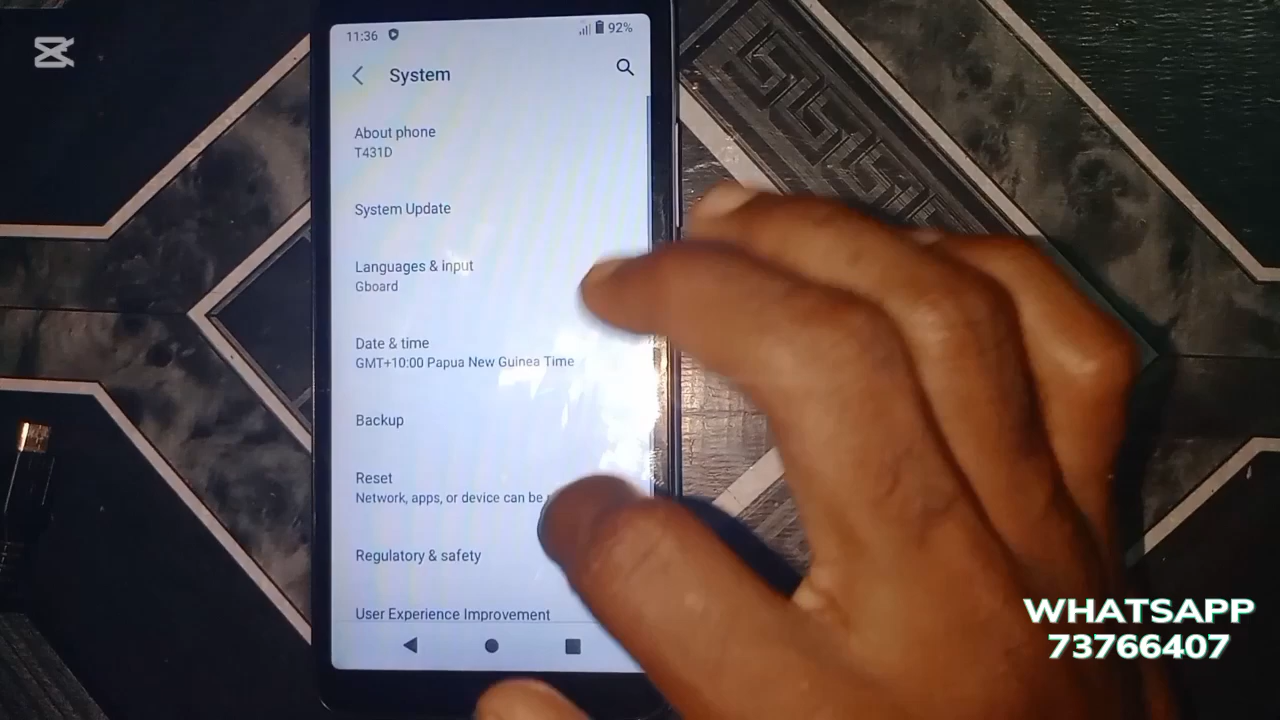 11:36
92%
System
About phone
T431D
System Update
Languages & input
Gboard
Date & time
GMT+10:00 Papua New Guinea Time
Backup
Reset
Network, apps, or device can be
Regulatory & safety
User Experience Improvement
WHATSAPP
73766407